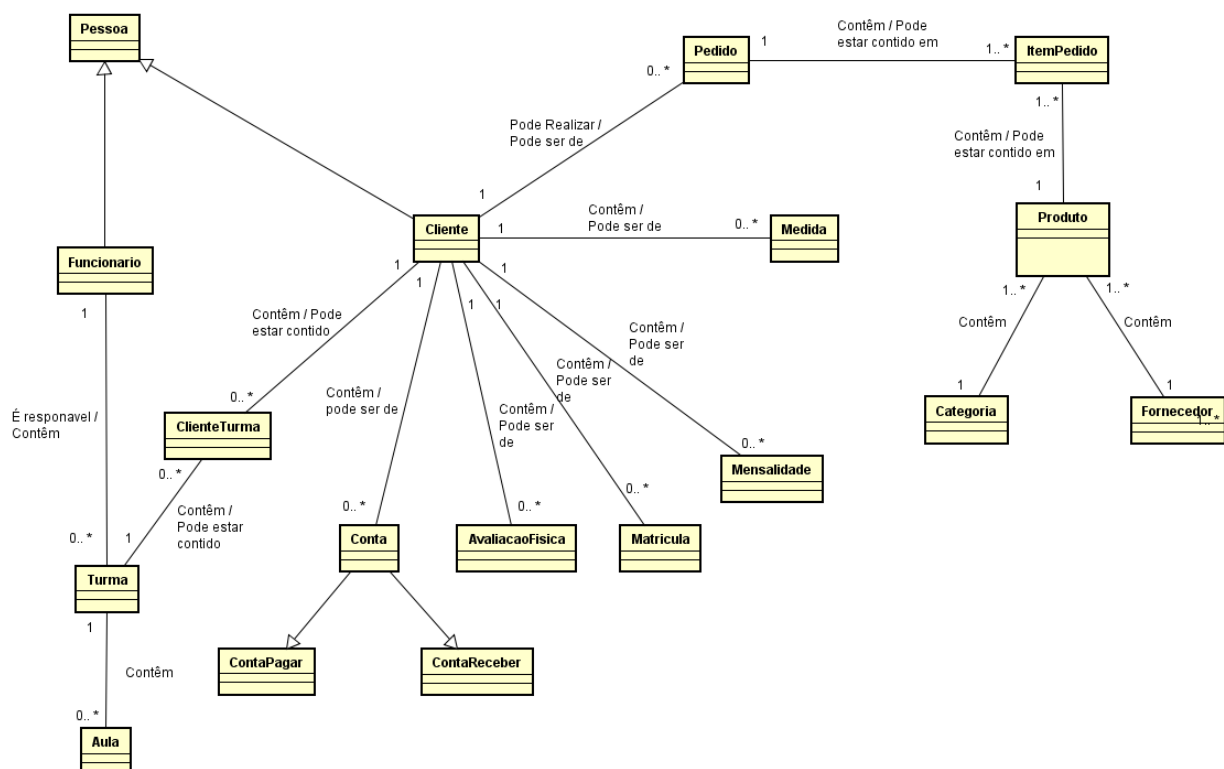 Pessoa
Pedido
1
Contêm / Pode
estar contido em
1.. *
ItemPedido
0.. *
1.. *
Pode Realizar /
Pode ser de
Contêm / Pode
estar contido em
1
1
Cliente
1
Contêm /
Pode ser de
0.. *
Medida
Produto
Funcionario
1
1
1
1
1
1
1.. *
1.. *
Contêm / Pode
estar contido
Contêm
Contêm
Contêm /
Pode ser
de
Contêm /
Pode ser
de
Contêm /
pode ser de
Contêm /
Pode ser
de
0.. *
1
1
Categoria
Fornecedor
1.. *
É responavel /
Contêm
ClienteTurma
0.. *
0.. *
Mensalidade
Contêm /
Pode estar
contido
0.. *
0.. *
0.. *
0.. *
1
Conta
AvaliacaoFisica
Matricula
Turma
1
ContaPagar
ContaReceber
Contêm
0.. *
Aula